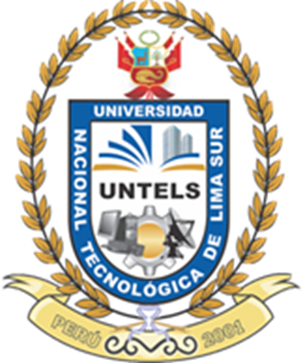 UNIVERSIDAD
NACIONAL TECNOLÓGICA DE LIMA SUR
UNTELS
PERÚ 2001